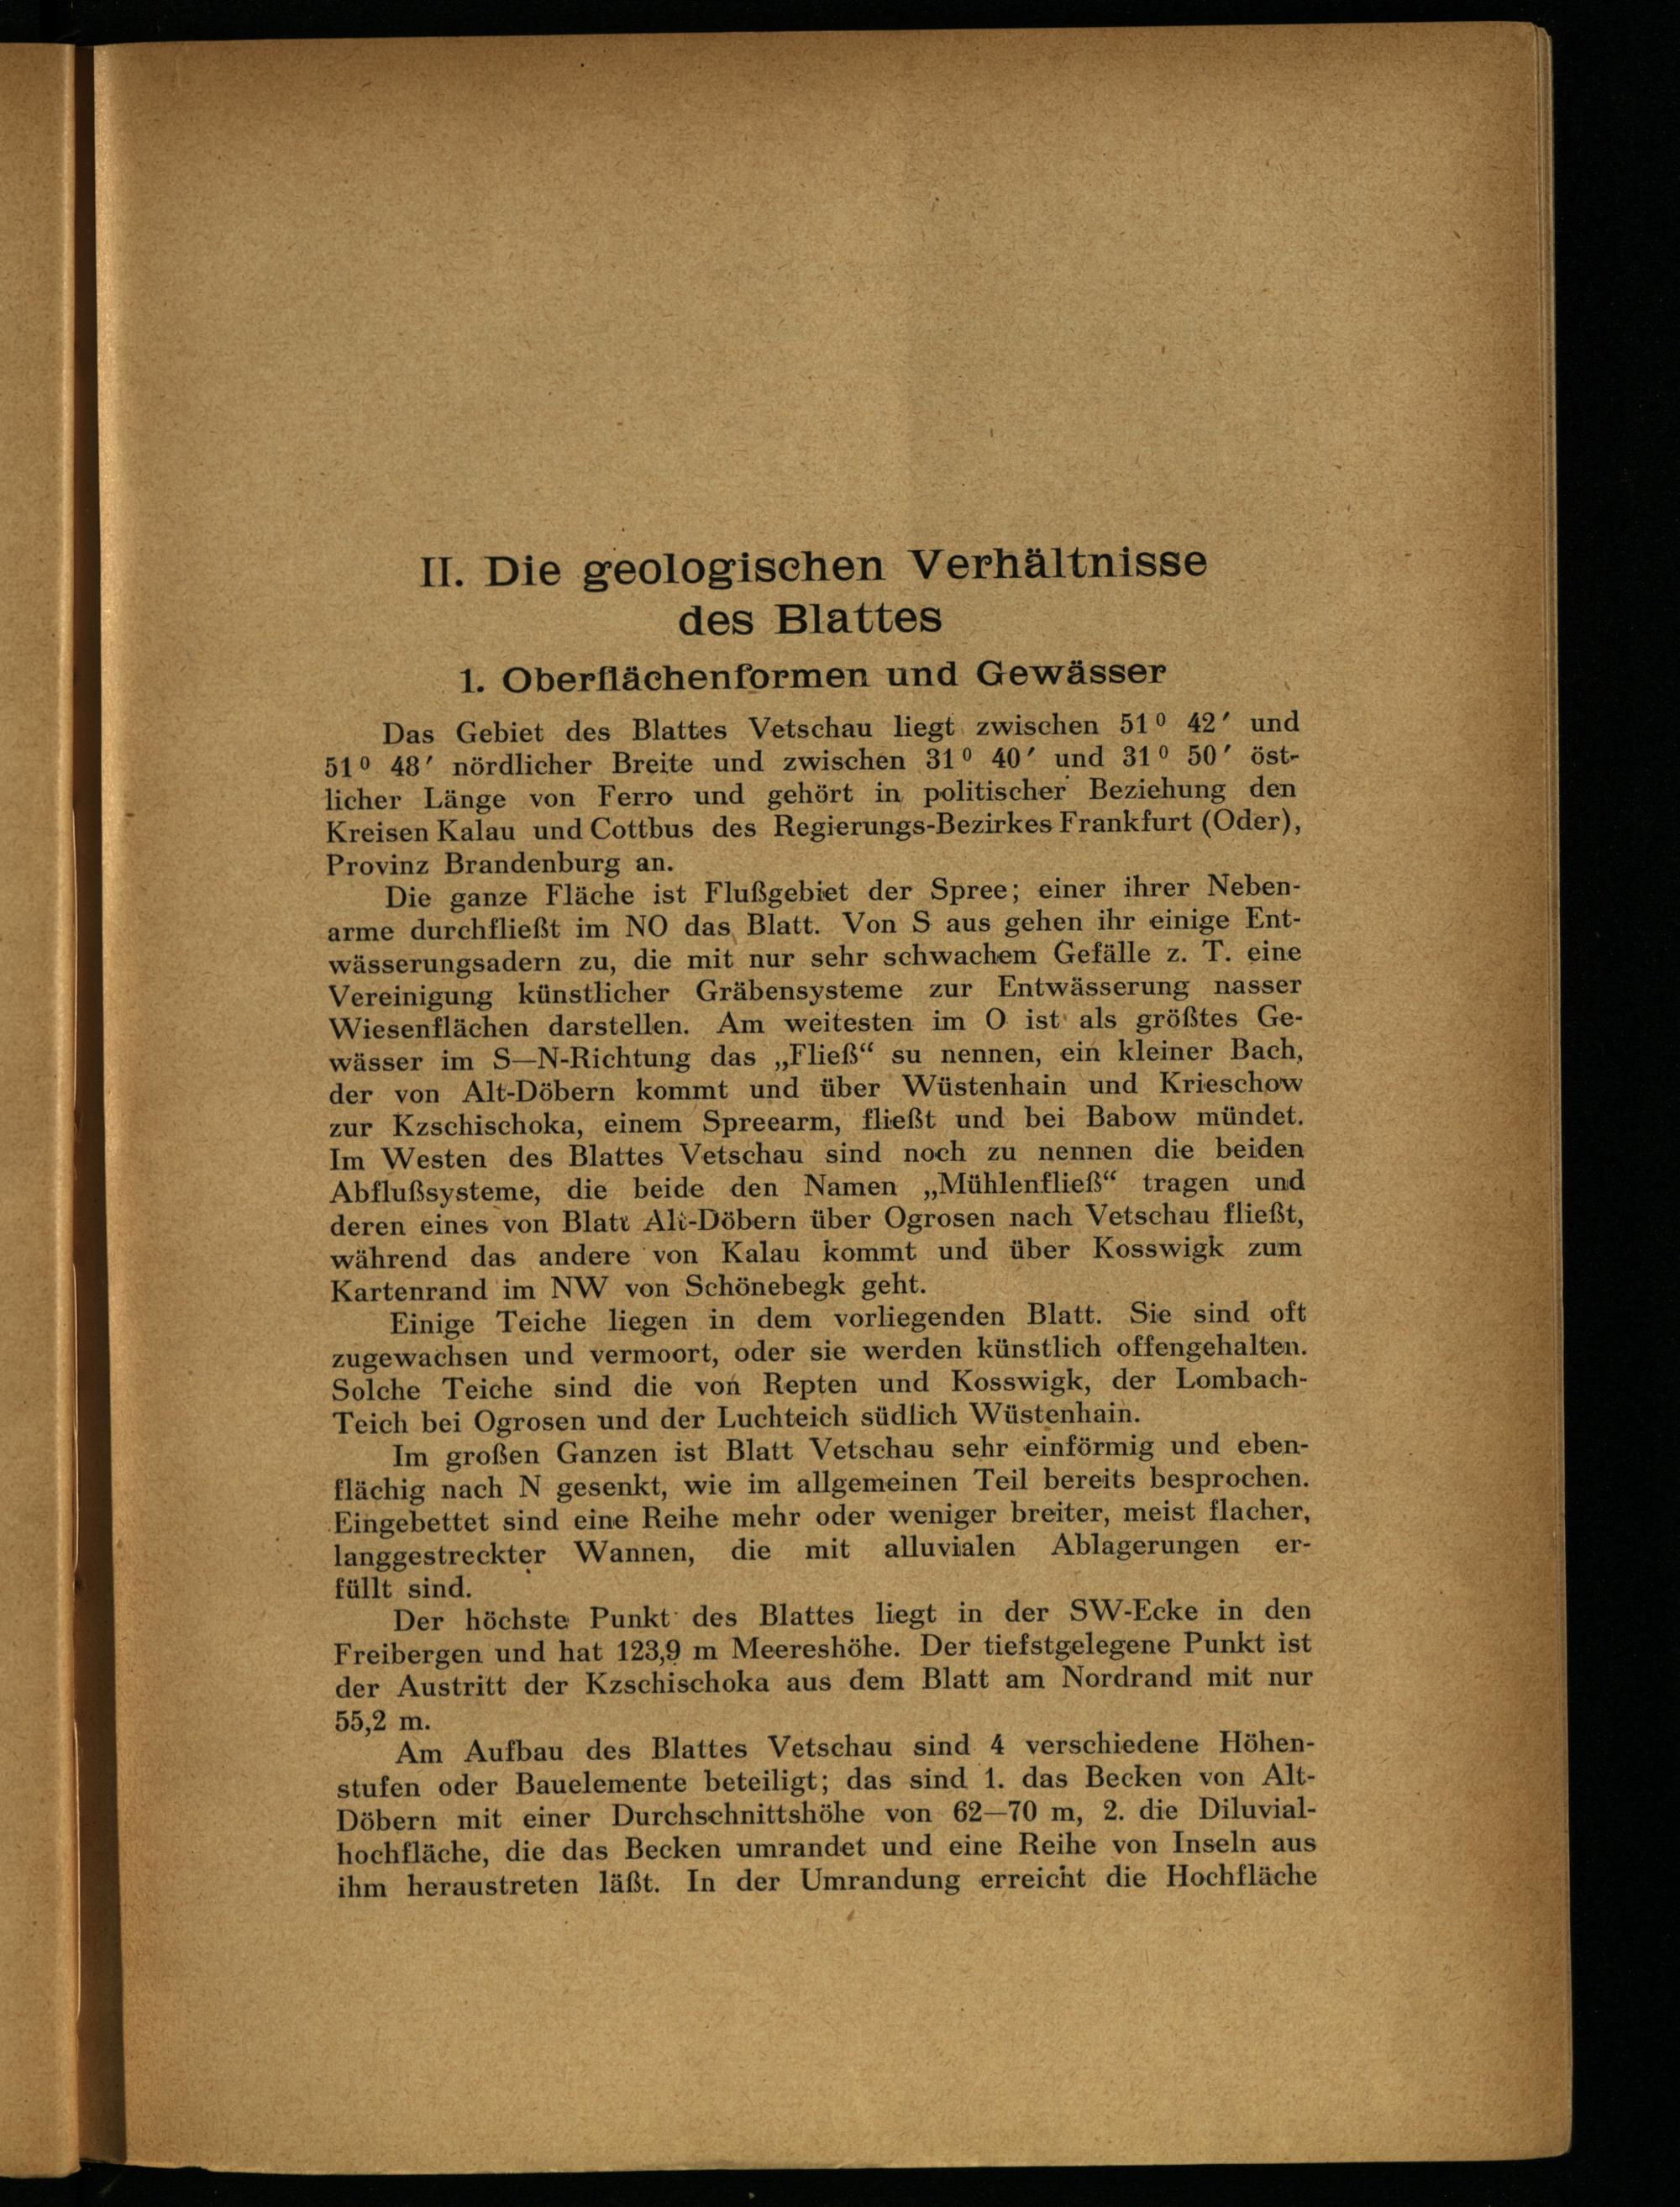 II. Die geologischen Verhältnisse
des Blattes
1. Oberflächenformen und Gewässer
Das Gebiet des Blattes Vetschau liegt zwischen 51⁰ 42′ und
51⁰ 48′ nördlicher Breite und zwischen 31⁰ 40′ und 31⁰ 50′ öst-
licher Länge von Ferro und gehört in politischer Beziehung den
Kreisen Kalau und Cottbus des Regierungs-Bezirkes Frankfurt (Oder),
Provinz Brandenburg an.
Die ganze Fläche ist Flußgebiet der Spree; einer ihrer Neben-
arme durchfließt im NO das Blatt. Von S aus gehen ihr einige Ent-
wässerungsadern zu, die mit nur sehr schwachem Gefälle z. T. eine
Vereinigung künstlicher Gräbensysteme zur Entwässerung nasser
Wiesenflächen darstellen. Am weitesten im O ist als größtes Ge-
wässer im S—N-Richtung das „Fließ“ su nennen, ein kleiner Bach,
der von Alt-Döbern kommt und über Wüstenhain und Krieschow
zur Kzschischoka, einem Spreearm, fließt und bei Babow mündet.
Im Westen des Blattes Vetschau sind noch zu nennen die beiden
Abflußsysteme, die beide den Namen „Mühlenfließ“ tragen und
deren eines von Blatt Alt-Döbern über Ogrosen nach Vetschau fließt,
während das andere von Kalau kommt und über Kosswigk zum
Kartenrand im NW von Schönebegk geht.
Einige Teiche liegen in dem vorliegenden Blatt. Sie sind oft
zugewachsen und vermoort, oder sie werden künstlich offengehalten.
Solche Teiche sind die von Repten und Kosswigk, der Lombach-
Teich bei Ogrosen und der Luchteich südlich Wüstenhain.
Im großen Ganzen ist Blatt Vetschau sehr einförmig und eben-
flächig nach N gesenkt, wie im allgemeinen Teil bereits besprochen.
Eingebettet sind eine Reihe mehr oder weniger breiter, meist flacher,
langgestreckter Wannen, die mit alluvialen Ablagerungen er-
füllt sind.
Der höchste Punkt des Blattes liegt in der SW-Ecke in den
Freibergen und hat 123,9 m Meereshöhe. Der tiefstgelegene Punkt ist
der Austritt der Kzschischoka aus dem Blatt am Nordrand mit nur
55,2 m.
Am Aufbau des Blattes Vetschau sind 4 verschiedene Höhen-
stufen oder Bauelemente beteiligt; das sind 1. das Becken von Alt-
Döbern mit einer Durchschnittshöhe von 62—70 m, 2. die Diluvial-
hochfläche, die das Becken umrandet und eine Reihe von Inseln aus
ihm heraustreten läßt. In der Umrandung erreicht die Hochfläche